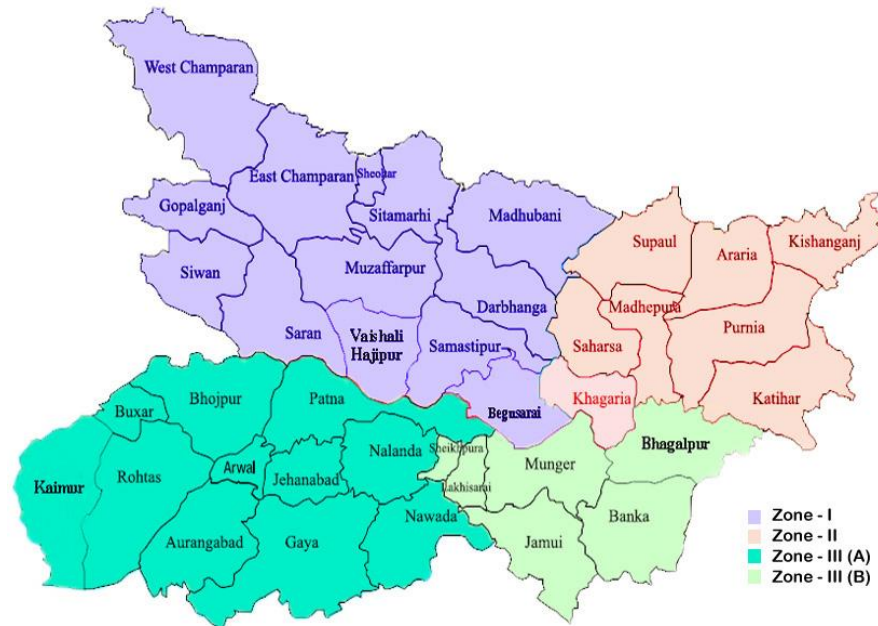 West Champaran
East Champaran
Sheohar
Sitamarhi
Gopalganj
Madhubani
Siwan
Muzaffarpur
Supaul
Araria
Kishanganj
Darbhanga
Madhepura
Saran
Vaishali
Hajipur
Samastipur
Saharsa
Purnia
Begusarai
Khagaria
Katihar
Buxar
Bhojpur
Patna
Kaimur
Rohtas
Arwal
Jehanabad
Nalanda
Sheikhpura
Lakhisarai
Munger
Bhagalpur
Aurangabad
Gaya
Nawada
Jamui
Banka
Zone - I
Zone - II
Zone - III (A)
Zone - III (B)